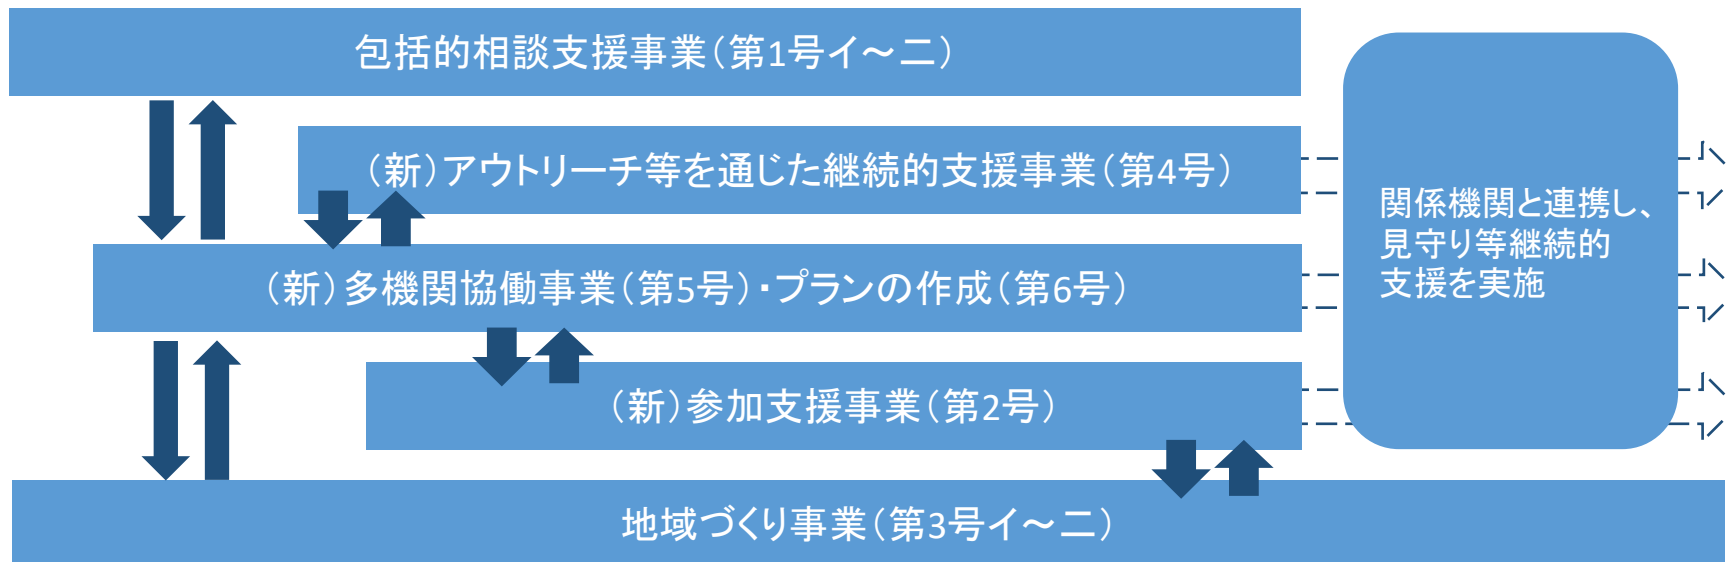 包括的相談支援事業（第1号イ～ニ）
（新）アウトリーチ等を通じた継続的支援事業（第4号）
（新）多機関協働事業（第5号）・プランの作成（第6号）
（新）参加支援事業（第2号）
地域づくり事業（第3号イ～ニ）
関係機関と連携し、
見守り等継続的
支援を実施